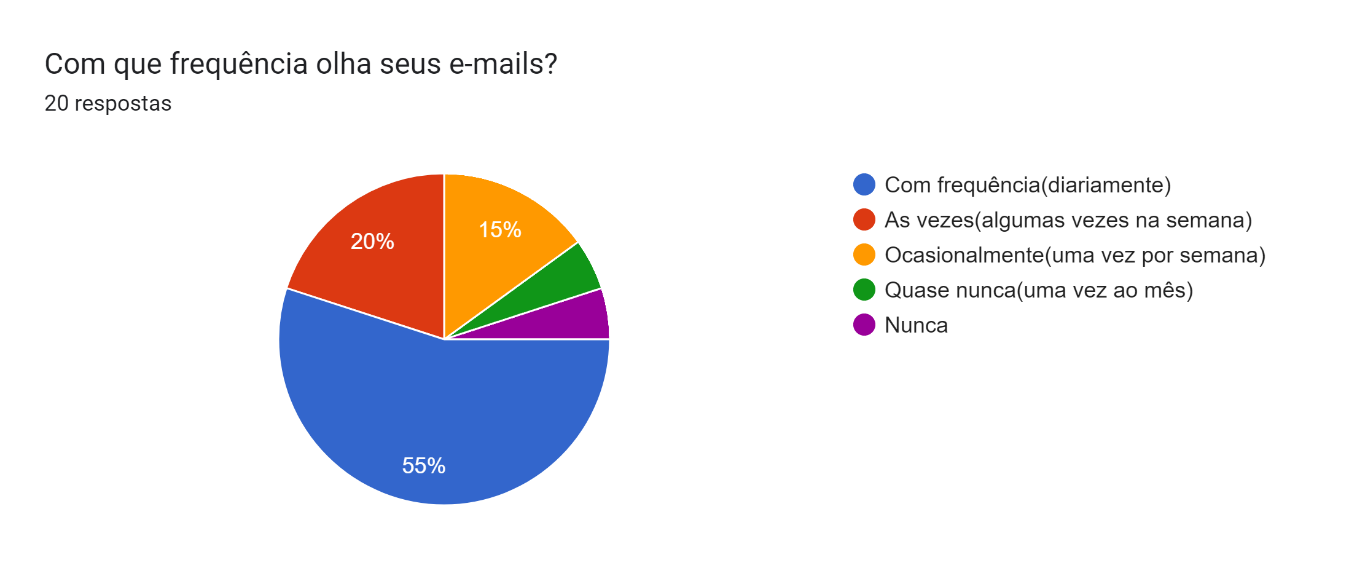 Com que frequência olha seus e-mails?
20 respostas
20%
15%
55%
Com frequência(diariamente)
As vezes(algumas vezes na semana)
Ocasionalmente(uma vez por semana)
Quase nunca(uma vez ao mês)
Nunca